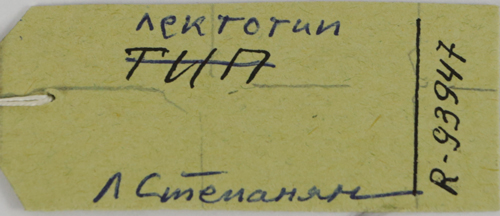 лектотип
ТИП
Л Степанян
R-93947